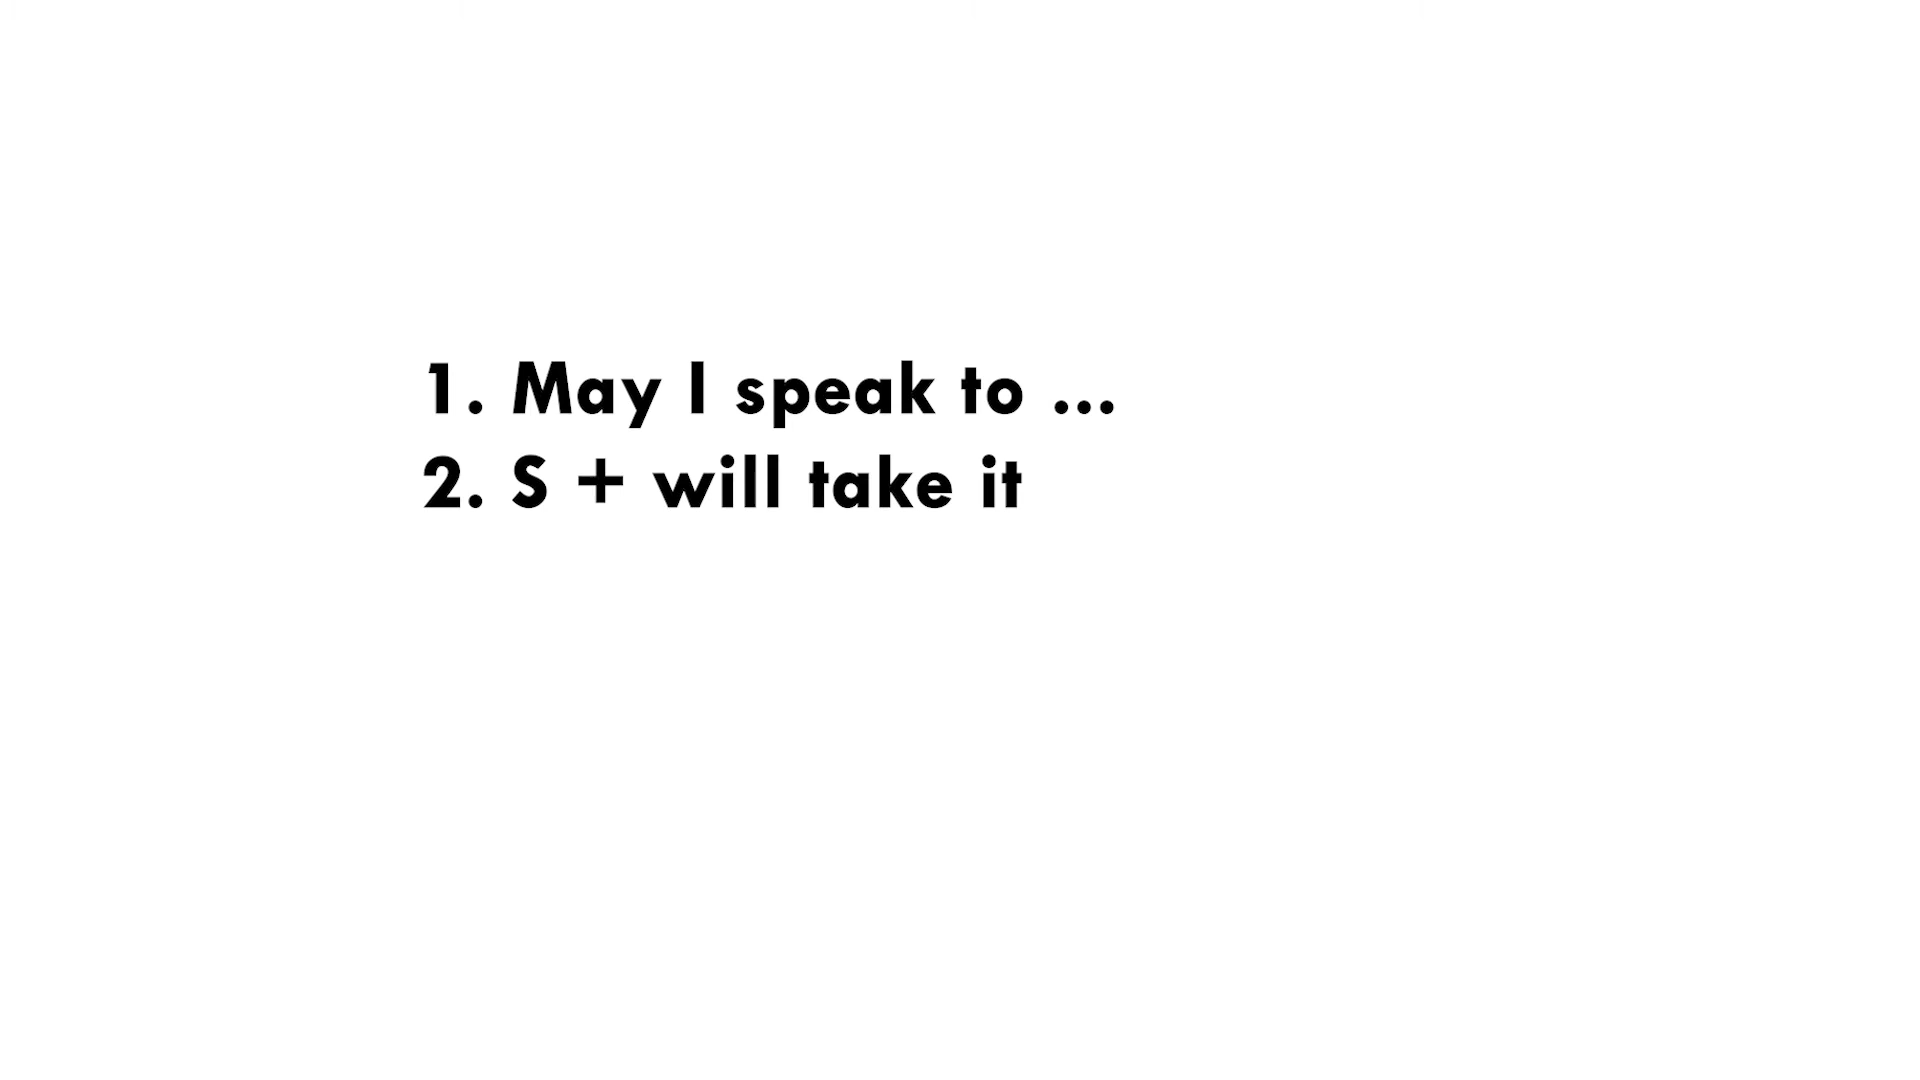 1. May I speak to ...
2. S + will take it